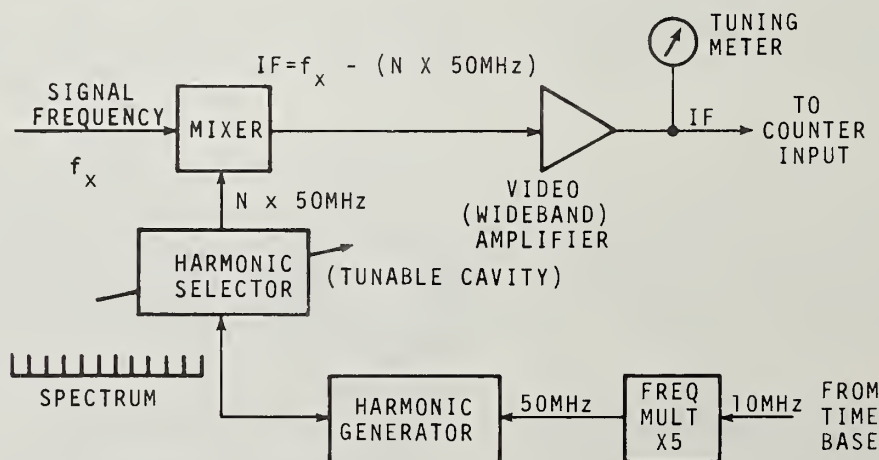 TUNING
METER
IF=fx - (N X 50MHz)
SIGNAL
FREQUENCY
fx
MIXER
IF
TO
COUNTER
INPUT
N x 50MHz
VIDEO
(WIDEBAND)
AMPLIFIER
HARMONIC
SELECTOR
(TUNABLE CAVITY)
SPECTRUM
HARMONIC
GENERATOR
50MHz
FREQ
MULT
X5
10MHz
FROM
TIME
BASE